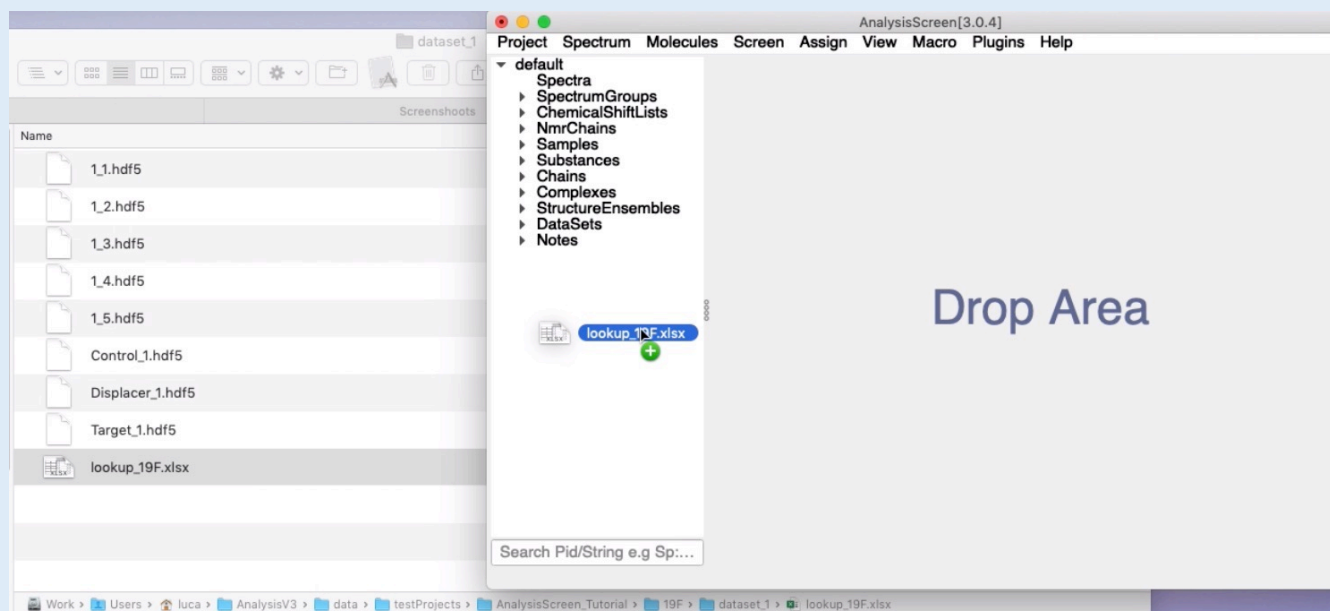 dataset_1
Screenshoots
Name
1_1.hdf5
1_2.hdf5
1_3.hdf5
1_4.hdf5
1_5.hdf5
Control_1.hdf5
Displacer_1.hdf5
Target_1.hdf5
XLSX lookup_19F.xlsx
AnalysisScreen[3.0.4]
Project Spectrum Molecules Screen Assign View Macro Plugins Help
default
Spectra
SpectrumGroups
ChemicalShiftLists
NmrChains
Samples
Substances
Chains
Complexes
StructureEnsembles
DataSets
Notes
XLSX lookup_19F.xlsx
Drop Area
Search Pid/String e.g Sp:...
Work › Users › luca › AnalysisV3 › data › testProjects › AnalysisScreen_Tutorial › 19F › dataset_1 › lookup_19F.xlsx